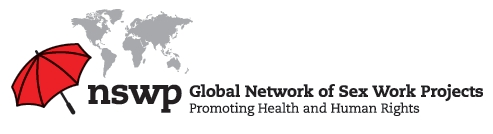 nswp Global Network of Sex Work Projects
Promoting Health and Human Rights